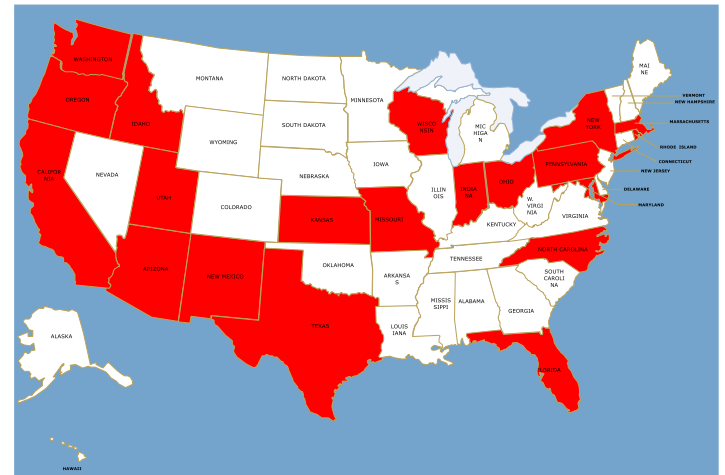 WASHINGTON
MONTANA
NORTH DAKOTA
MINNESOTA
MAI
NE
VERMONT
NEW HAMPSHIRE
OREGON
IDAHO
SOUTH DAKOTA
WISCO
NSIN
MIC
HIGA
N
NEW
YORK
MASSACHUSETTS
WYOMING
RHODE ISLAND
CONNECTICUT
NEW JERSEY
CALIFOR
NIA
NEVADA
UTAH
COLORADO
NEBRASKA
IOWA
ILLIN
OIS
INDIA
NA
OHIO
PENNSYLVANIA
DELAWARE
MARYLAND
KANSAS
MISSOURI
KENTUCKY
W.
VIRGI
NIA
VIRGINIA
ARIZONA
NEW MEXICO
OKLAHOMA
ARKANSA
S
TENNESSEE
NORTH CAROLINA
SOUTH
CAROLI
NA
TEXAS
LOUIS
IANA
MISSIS
SIPPI
ALABAMA
GEORGIA
FLORIDA
ALASKA
HAWAII